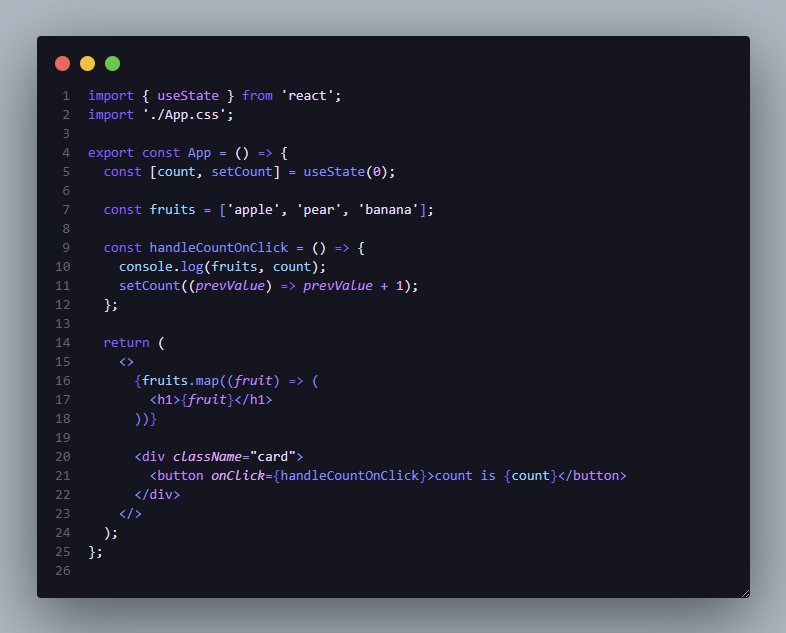 1 import { useState } from 'react';
2 import './App.css';
3
4 export const App = () => {
5   const [count, setCount] = useState(0);
6
7   const fruits = ['apple', 'pear', 'banana'];
8
9   const handleCountOnClick = () => {
10     console.log(fruits, count);
11     setCount((prevValue) => prevValue + 1);
12   };
13
14   return (
15     <>
16       {fruits.map((fruit) => (
17         <h1>{fruit}</h1>
18       ))}
19
20       <div className="card">
21         <button onClick={handleCountOnClick}>count is {count}</button>
22       </div>
23     </>
24   );
25 };
26